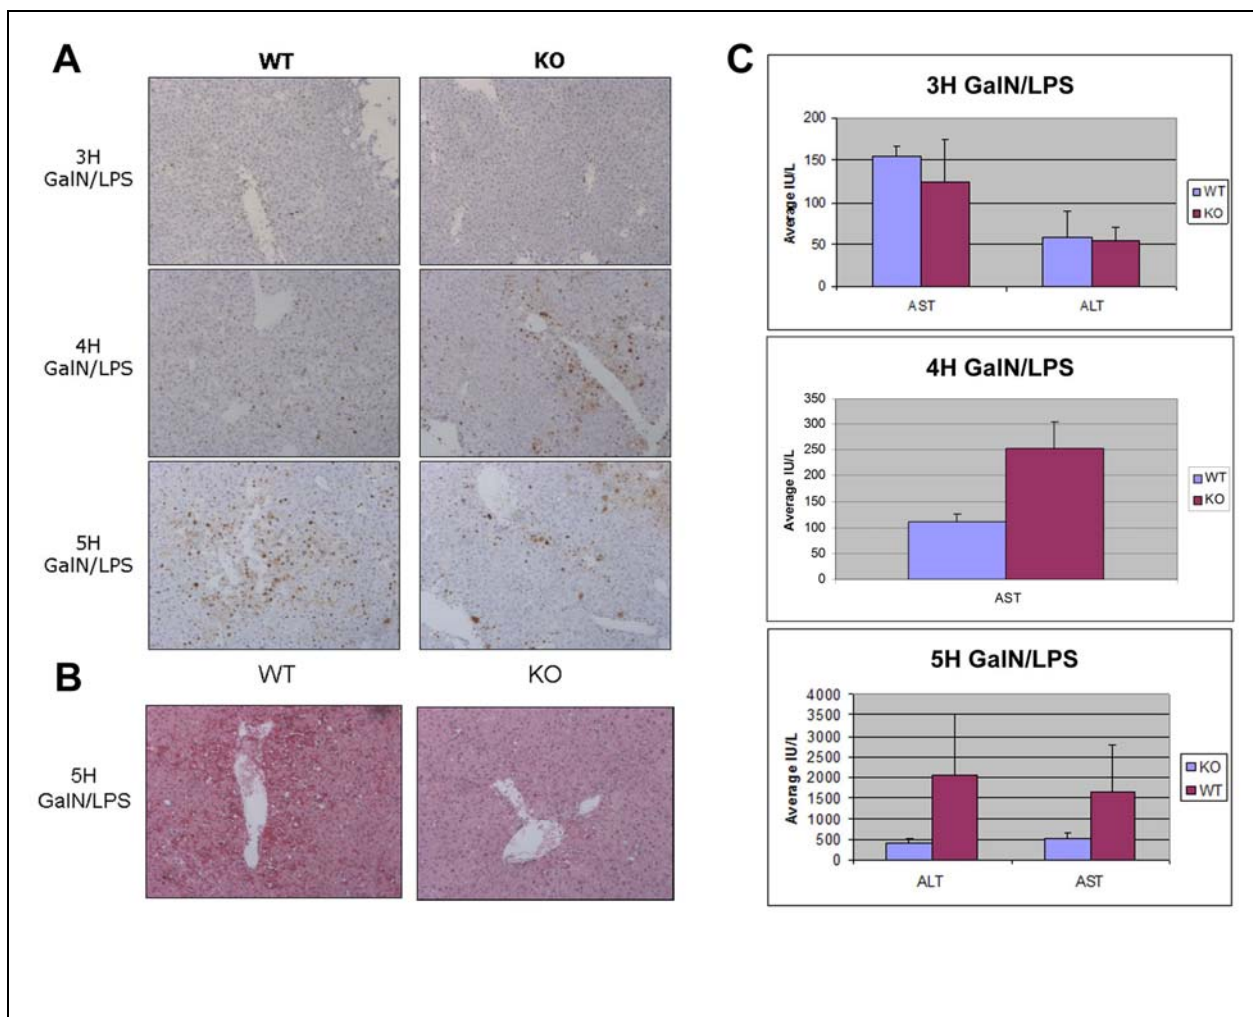 A
WT
KO
3H
GalN/LPS
4H
GalN/LPS
5H
GalN/LPS
B
WT
KO
5H
GalN/LPS
C
3H GalN/LPS
Average IU/L
200
150
100
50
0
AST
ALT
WT
KO
4H GalN/LPS
Average IU/L
350
300
250
200
150
100
50
0
AST
WT
KO
5H GalN/LPS
Average IU/L
4000
3500
3000
2500
2000
1500
1000
500
0
ALT
AST
KO
WT